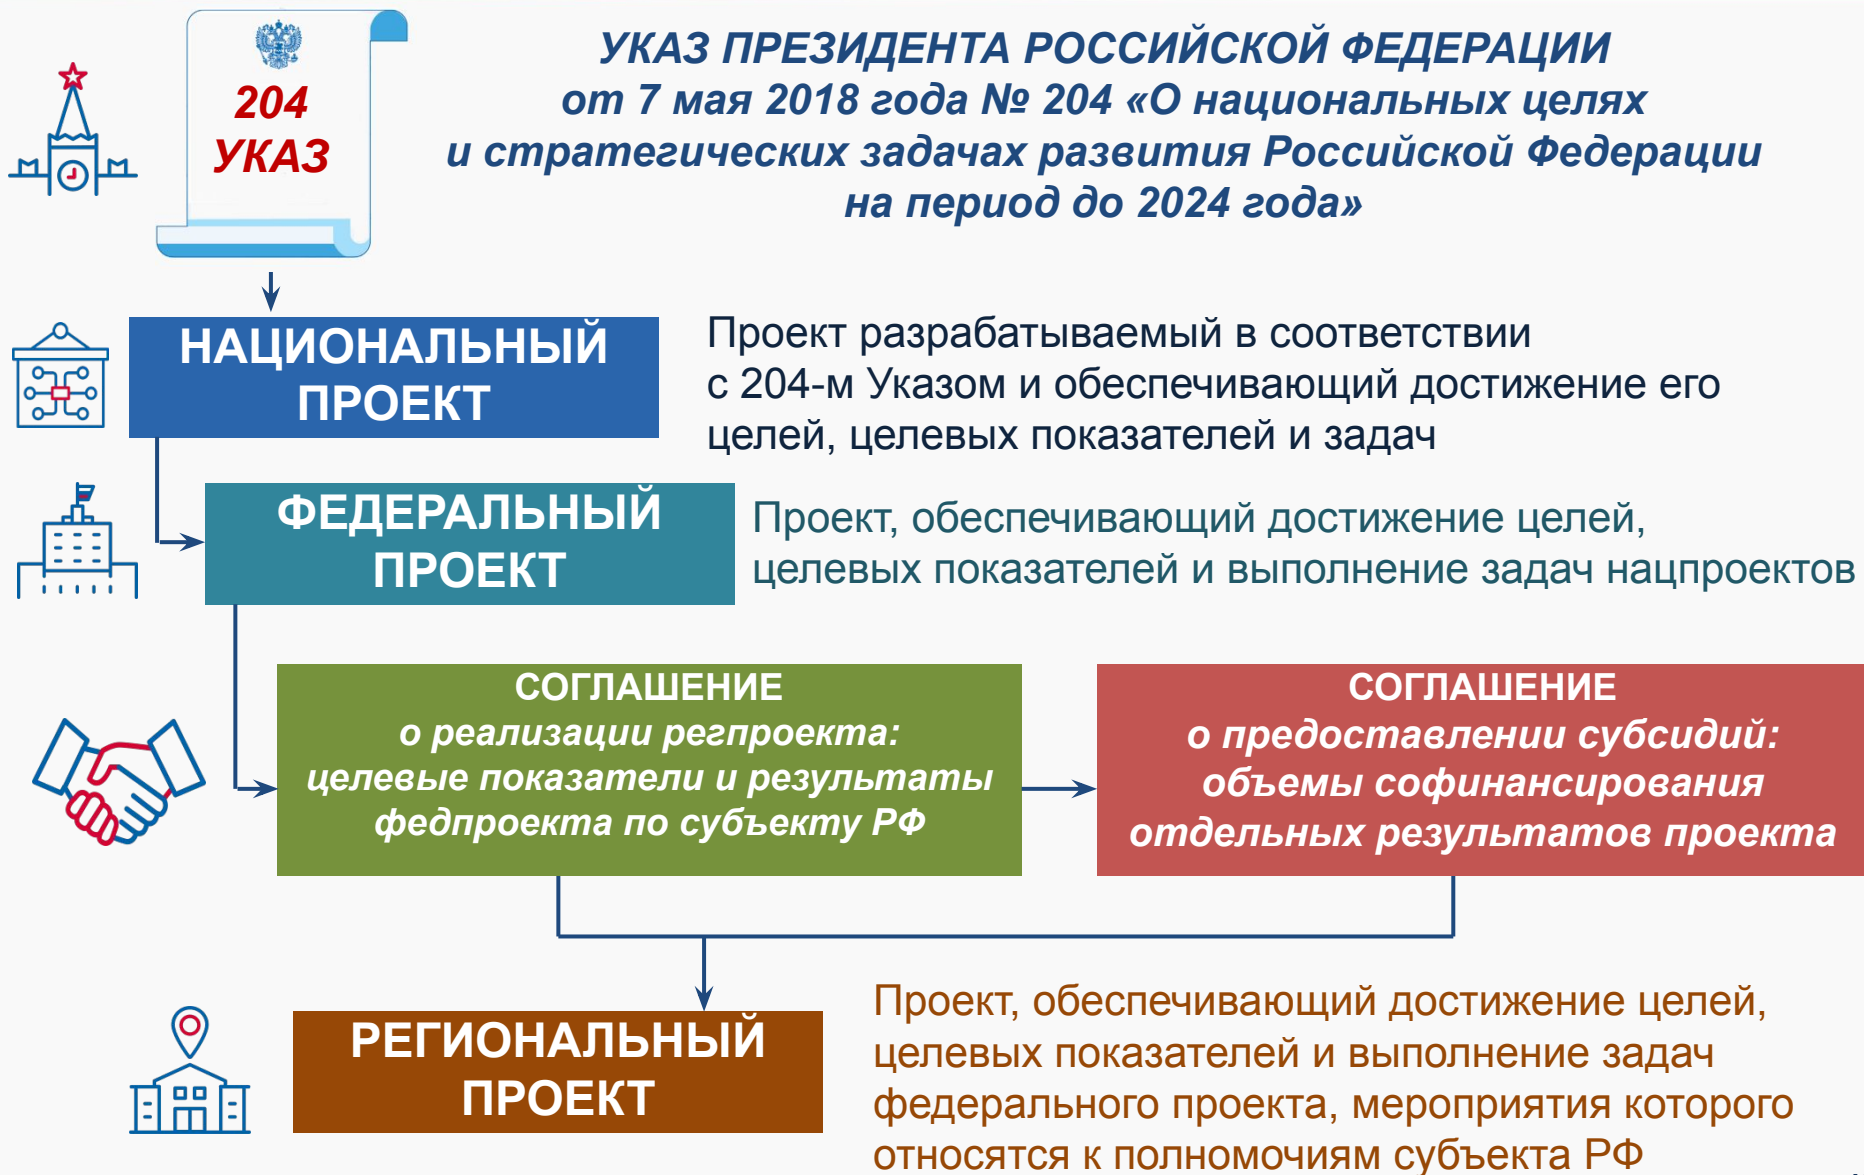 204
УКАЗ
УКАЗ ПРЕЗИДЕНТА РОССИЙСКОЙ ФЕДЕРАЦИИ
от 7 мая 2018 года № 204 «О национальных целях
и стратегических задачах развития Российской Федерации
на период до 2024 года»
НАЦИОНАЛЬНЫЙ
ПРОЕКТ
Проект разрабатываемый в соответствии
с 204-м Указом и обеспечивающий достижение его
целей, целевых показателей и задач
ФЕДЕРАЛЬНЫЙ
ПРОЕКТ
Проект, обеспечивающий достижение целей,
целевых показателей и выполнение задач нацпроектов
СОГЛАШЕНИЕ
о реализации регпроекта:
целевые показатели и результаты
федпроекта по субъекту РФ
СОГЛАШЕНИЕ
о предоставлении субсидий:
объемы софинансирования
отдельных результатов проекта
РЕГИОНАЛЬНЫЙ
ПРОЕКТ
Проект, обеспечивающий достижение целей,
целевых показателей и выполнение задач
федерального проекта, мероприятия которого
относятся к полномочиям субъекта РФ